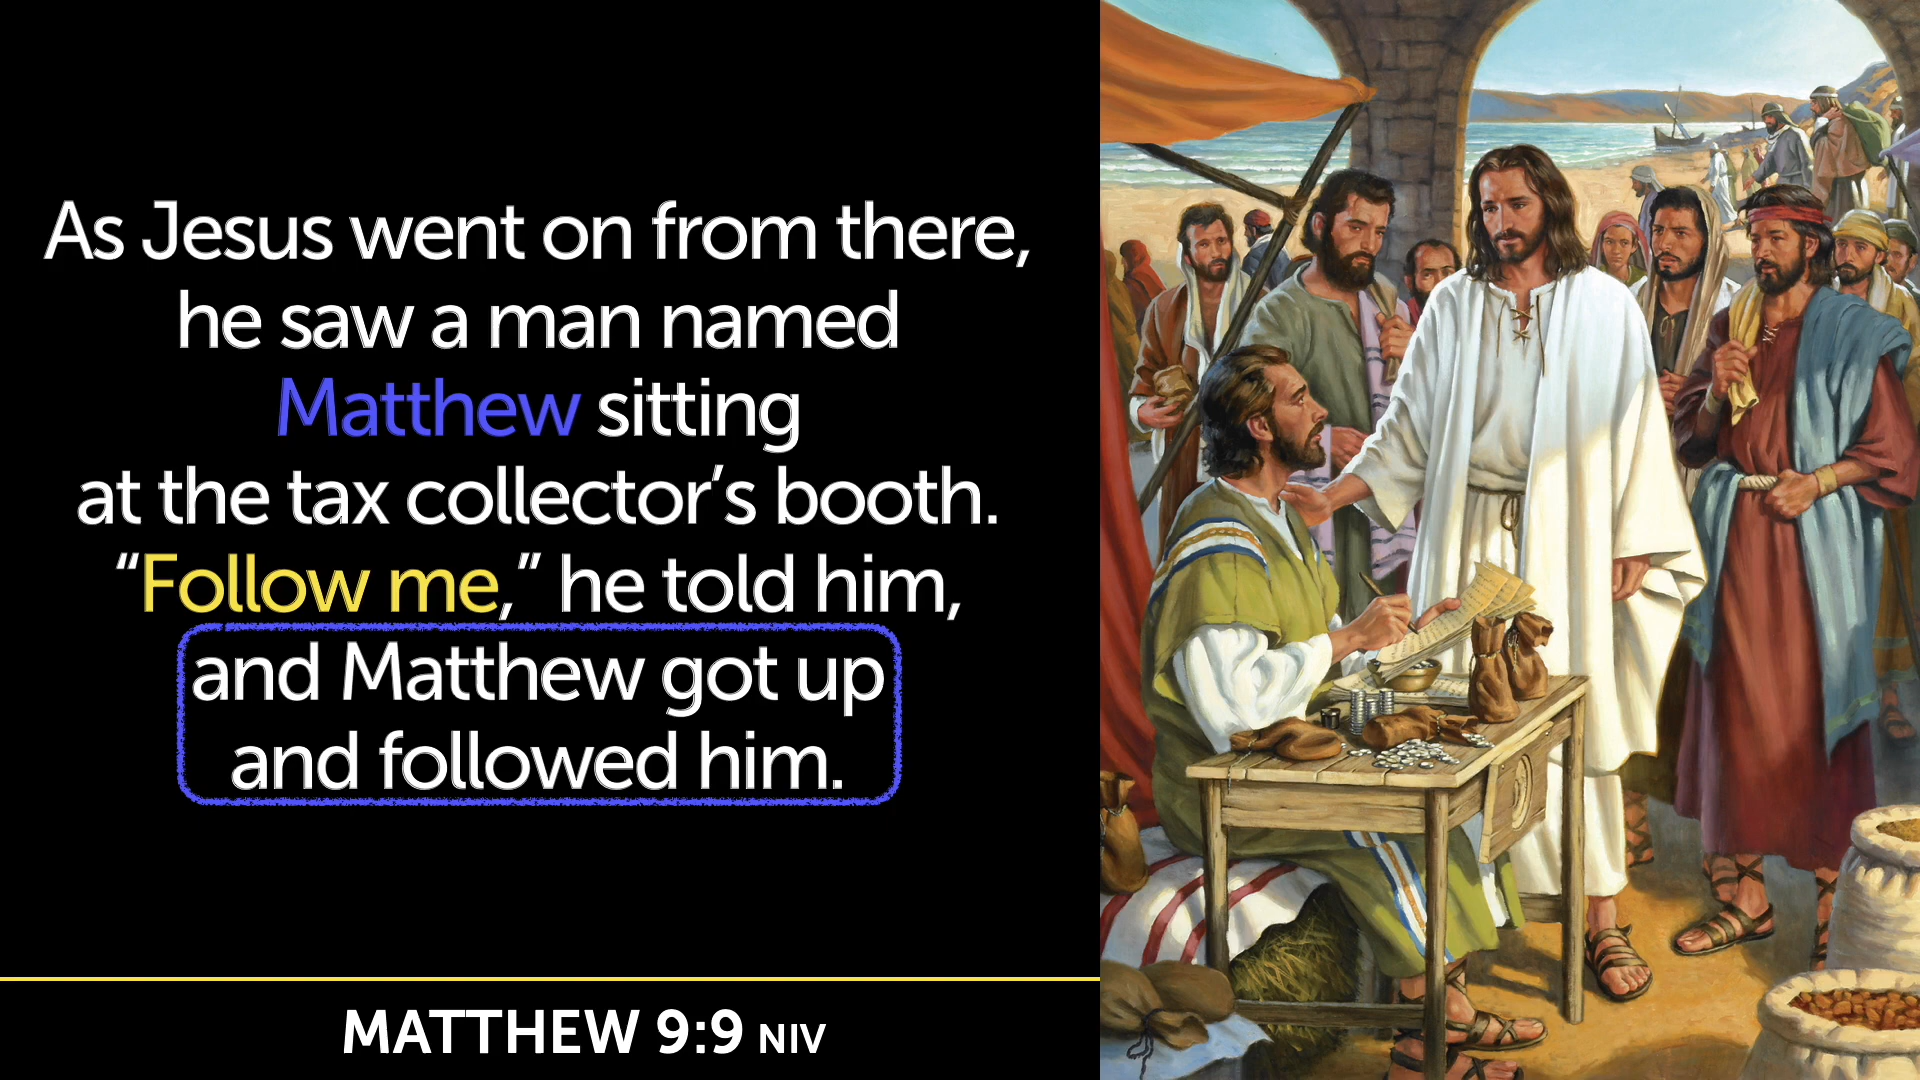 As Jesus went on from there,
he saw a man named
Matthew sitting
at the tax collector’s booth.
“Follow me,” he told him,
and Matthew got up
and followed him.
MATTHEW 9:9 NIV